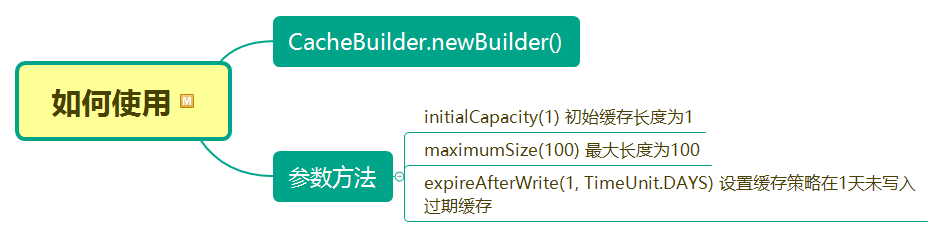 CacheBuilder.newBuilder()
如何使用 M
initialCapacity(1) 初始缓存长度为1
maximumSize(100) 最大长度为100
参数方法
expireAfterWrite(1, TimeUnit.DAYS) 设置缓存策略在1天未写入
过期缓存